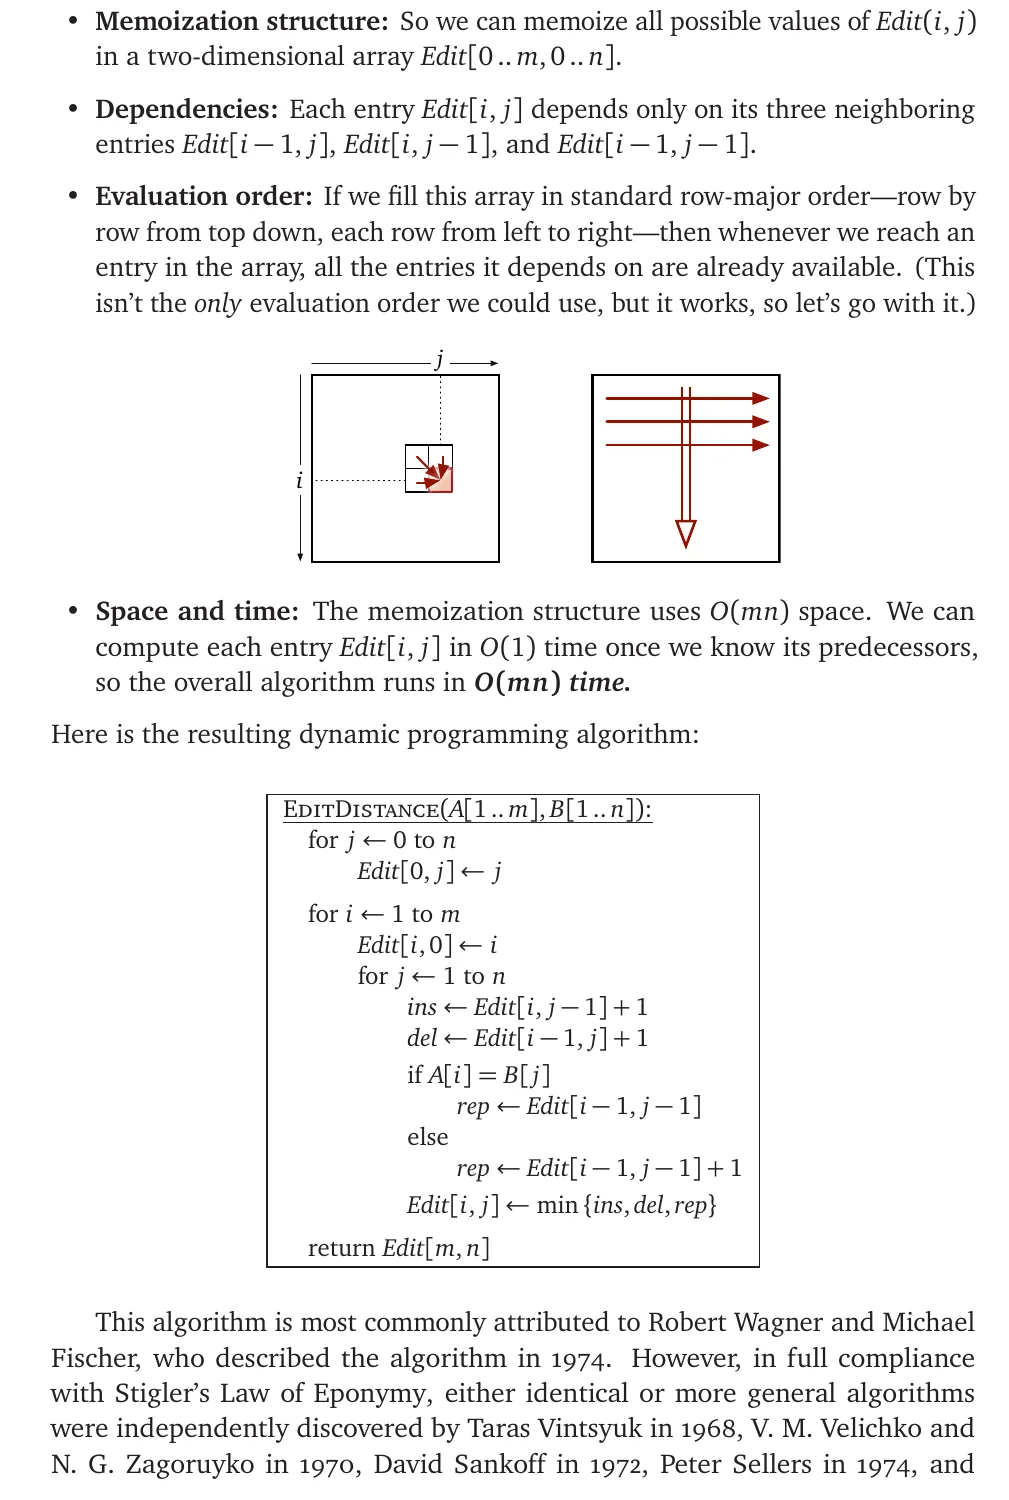 • Memoization structure: So we can memoize all possible values of Edit(i, j)
in a two-dimensional array Edit[0 .. m, 0 .. n].
• Dependencies: Each entry Edit[i, j] depends only on its three neighboring
entries Edit[i − 1, j], Edit[i, j − 1], and Edit[i − 1, j − 1].
• Evaluation order: If we fill this array in standard row-major order—row by
row from top down, each row from left to right—then whenever we reach an
entry in the array, all the entries it depends on are already available. (This
isn’t the only evaluation order we could use, but it works, so let’s go with it.)
j
i
• Space and time: The memoization structure uses O(mn) space. We can
compute each entry Edit[i, j] in O(1) time once we know its predecessors,
so the overall algorithm runs in O(mn) time.
Here is the resulting dynamic programming algorithm:
EditDistance(A[1 .. m], B[1 .. n]):
for j ← 0 to n
Edit[0, j] ← j
for i ← 1 to m
Edit[i, 0] ← i
for j ← 1 to n
ins ← Edit[i, j − 1] + 1
del ← Edit[i − 1, j] + 1
if A[i] = B[j]
rep ← Edit[i − 1, j − 1]
else
rep ← Edit[i − 1, j − 1] + 1
Edit[i, j] ← min {ins, del, rep}
return Edit[m, n]
This algorithm is most commonly attributed to Robert Wagner and Michael
Fischer, who described the algorithm in 1974. However, in full compliance
with Stigler’s Law of Eponymy, either identical or more general algorithms
were independently discovered by Taras Vintsyuk in 1968, V. M. Velichko and
N. G. Zagoruyko in 1970, David Sankoff in 1972, Peter Sellers in 1974, and